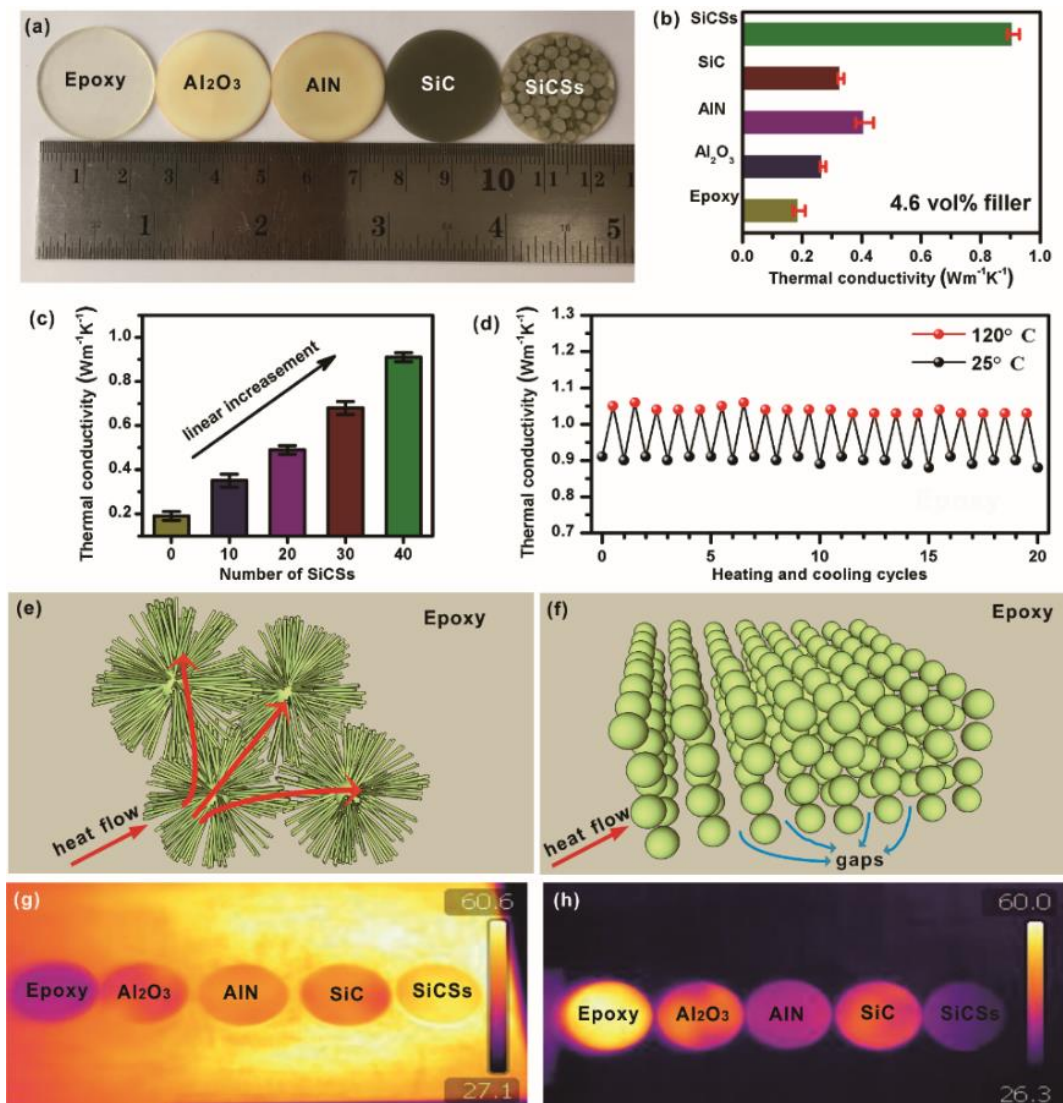 (a)
Epoxy
Al₂O₃
AlN
SiC
SiCSs
1 2 3 4 5 6 7 8 9 10 11 12 1
1 2 3 4 5
(b)
SiCSs
SiC
AlN
Al₂O₃
Epoxy
4.6 vol% filler
0.0 0.2 0.4 0.6 0.8 1.0
Thermal conductivity (Wm⁻¹K⁻¹)
(c)
Thermal conductivity (Wm⁻¹K⁻¹)
1.0
0.8
0.6
0.4
0.2
linear increasement
0 10 20 30 40
Number of SiCSs
(d)
Thermal conductivity (Wm⁻¹K⁻¹)
1.3
1.2
1.1
1.0
0.9
0.8
0.7
120° C
25° C
Epoxy
0 5 10 15 20
Heating and cooling cycles
(e)
Epoxy
heat flow
(f)
Epoxy
heat flow
gaps
(g)
60.6
Epoxy
Al₂O₃
AlN
SiC
SiCSs
27.1
(h)
60.0
Epoxy
Al₂O₃
AlN
SiC
SiCSs
26.3